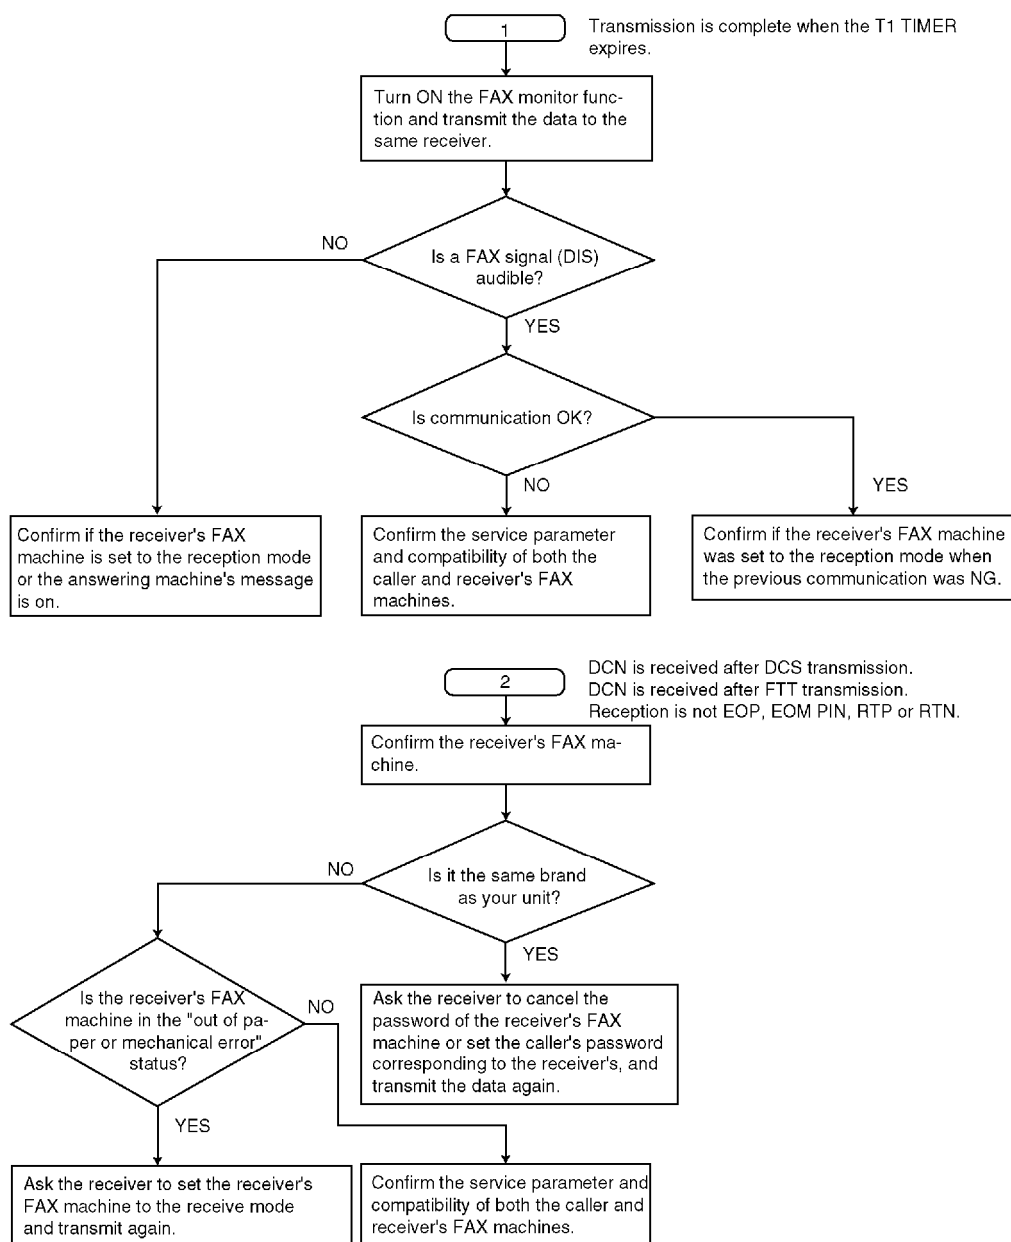 1
Transmission is complete when the T1 TIMER
expires.
Turn ON the FAX monitor func-
tion and transmit the data to the
same receiver.
NO
Is a FAX signal (DIS)
audible?
YES
Is communication OK?
NO
YES
Confirm if the receiver's FAX
machine is set to the reception mode
or the answering machine's message
is on.
Confirm the service parameter
and compatibility of both the
caller and receiver's FAX
machines.
Confirm if the receiver's FAX machine
was set to the reception mode when
the previous communication was NG.
2
DCN is received after DCS transmission.
DCN is received after FTT transmission.
Reception is not EOP, EOM PIN, RTP or RTN.
Confirm the receiver's FAX ma-
chine.
NO
Is it the same brand
as your unit?
YES
Is the receiver's FAX
machine in the "out of pa-
per or mechanical error"
status?
NO
Ask the receiver to cancel the
password of the receiver's FAX
machine or set the caller's password
corresponding to the receiver's, and
transmit the data again.
YES
Ask the receiver to set the receiver's
FAX machine to the receive mode
and transmit again.
Confirm the service parameter and
compatibility of both the caller and
receiver's FAX machines.